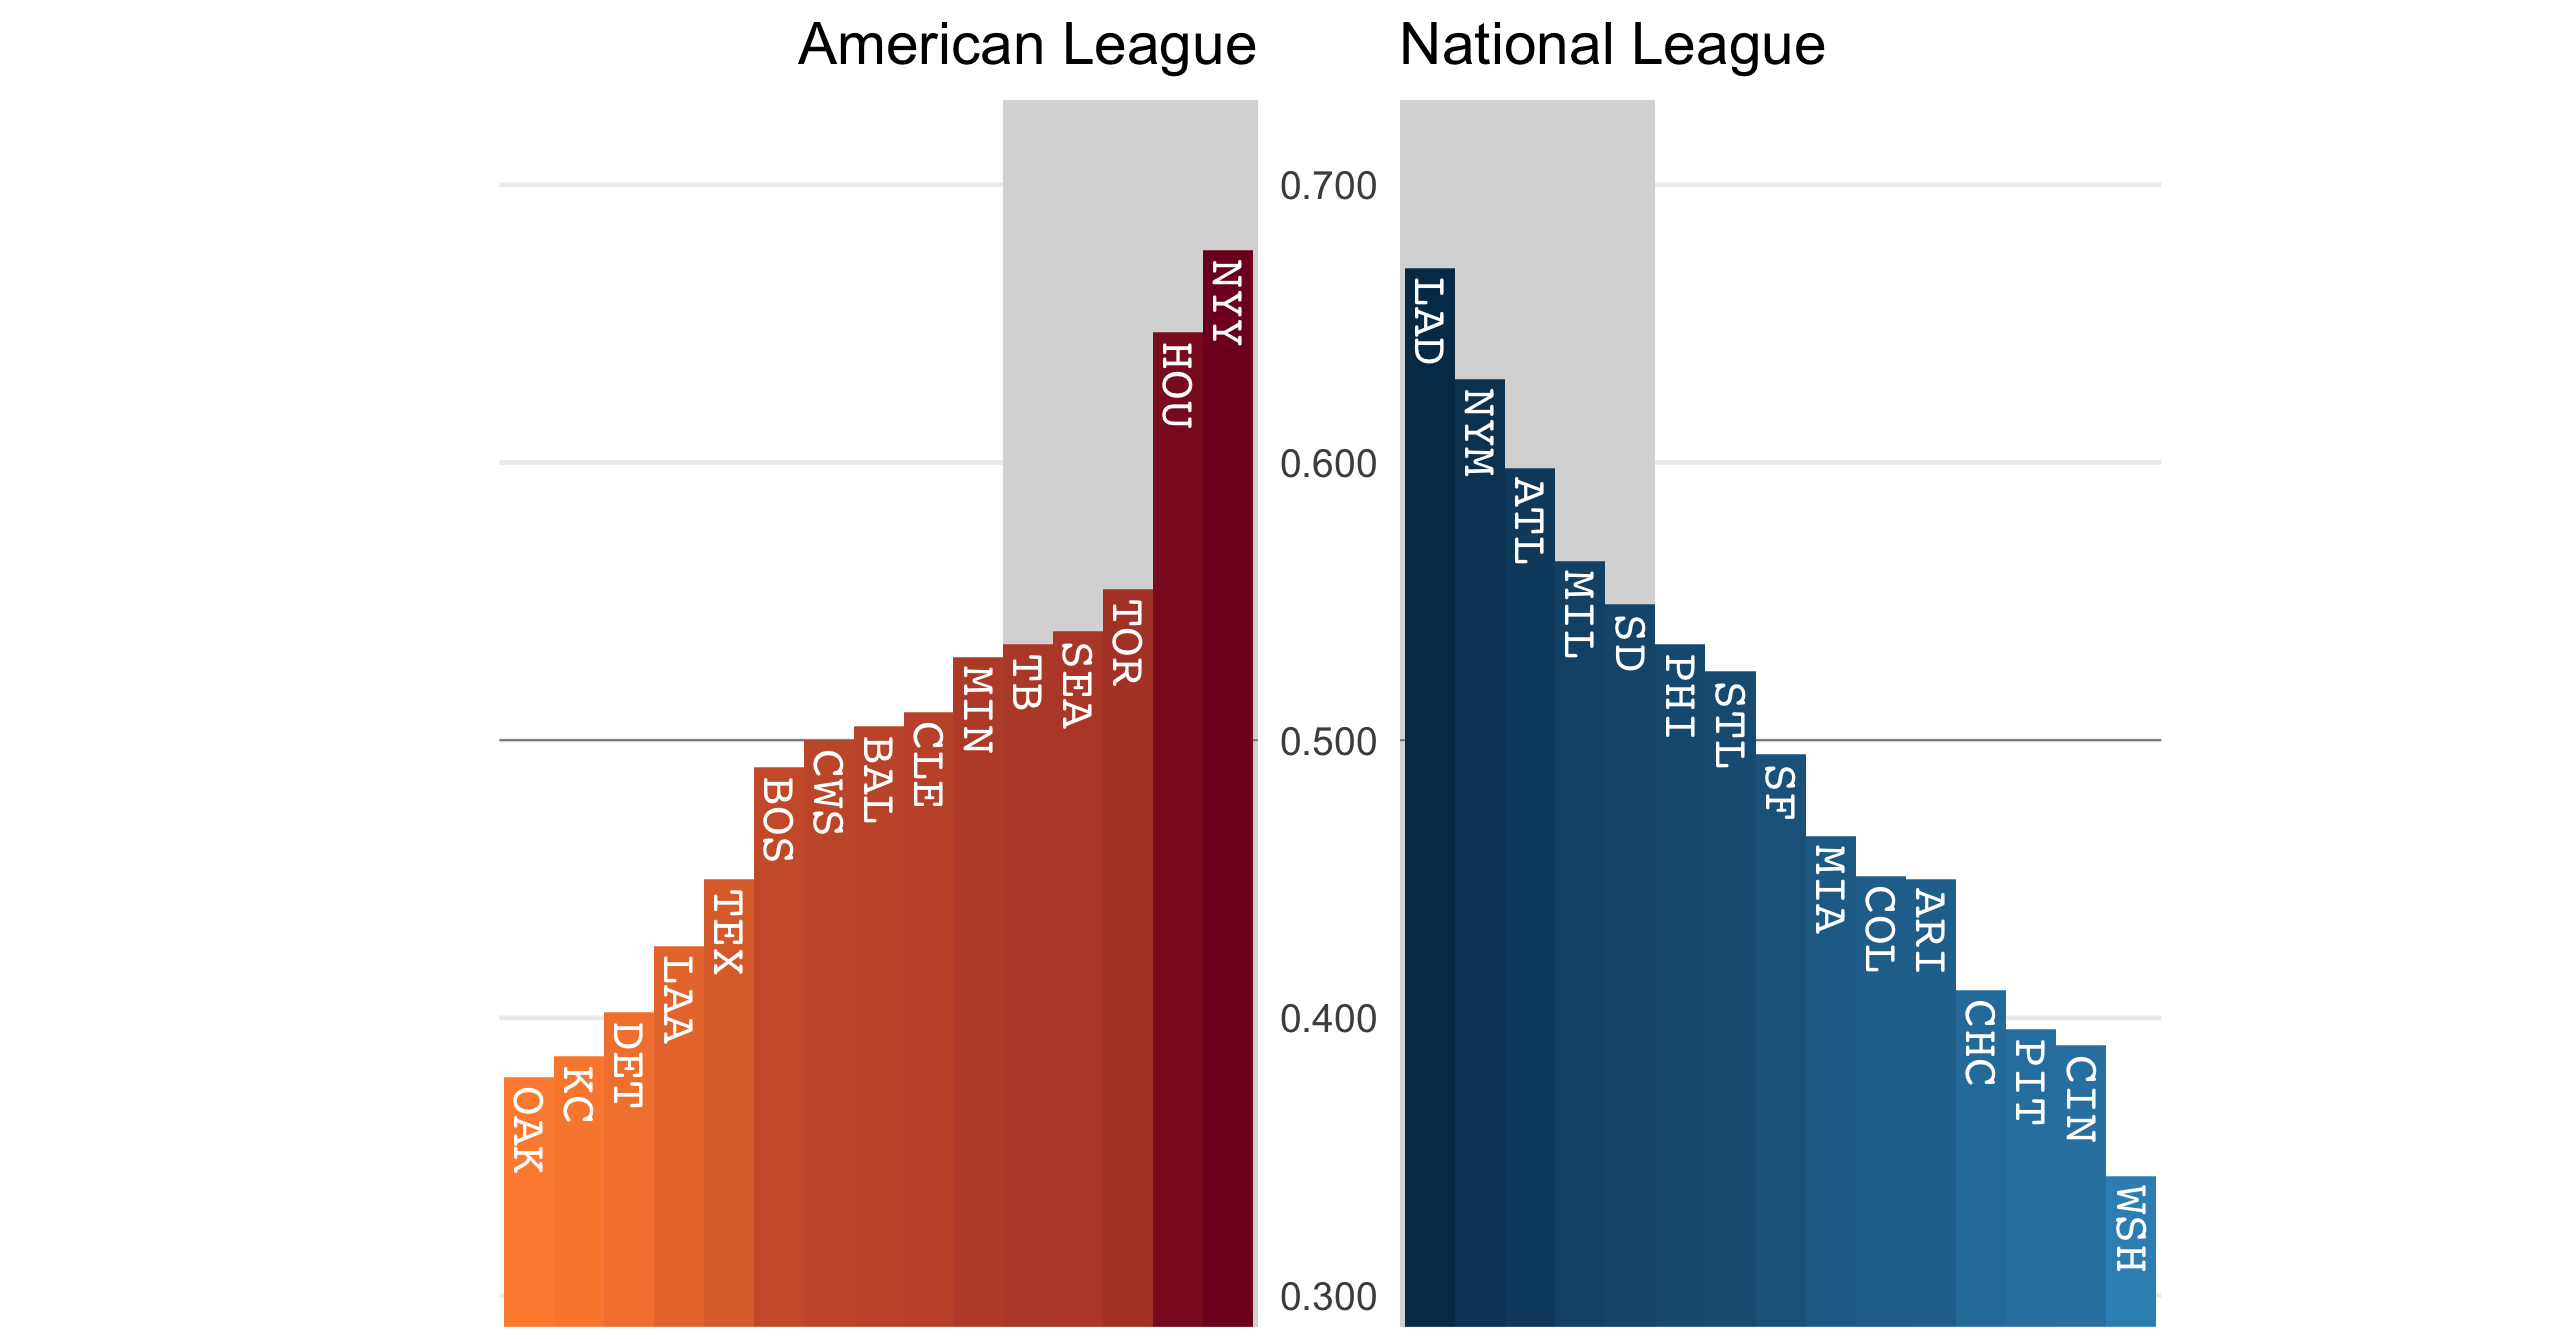 American League
National League
0.700
0.600
0.500
0.400
0.300
OAK
KC
DET
LAA
TEX
BOS
CWS
BAL
CLE
MIN
TB
SEA
TOR
HOU
NYY
LAD
NYM
ATL
MIL
SD
PHI
STL
SF
MIA
COL
ARI
CHC
PIT
CIN
WSH